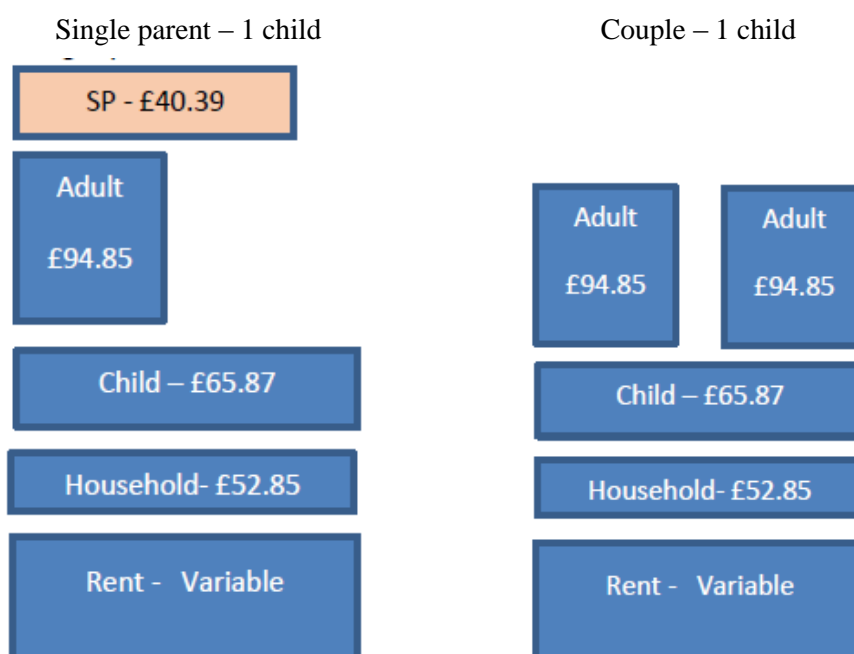 Single parent – 1 child
SP - £40.39
Adult
£94.85
Child – £65.87
Household- £52.85
Rent - Variable
Couple – 1 child
Adult
£94.85
Adult
£94.85
Child – £65.87
Household- £52.85
Rent - Variable